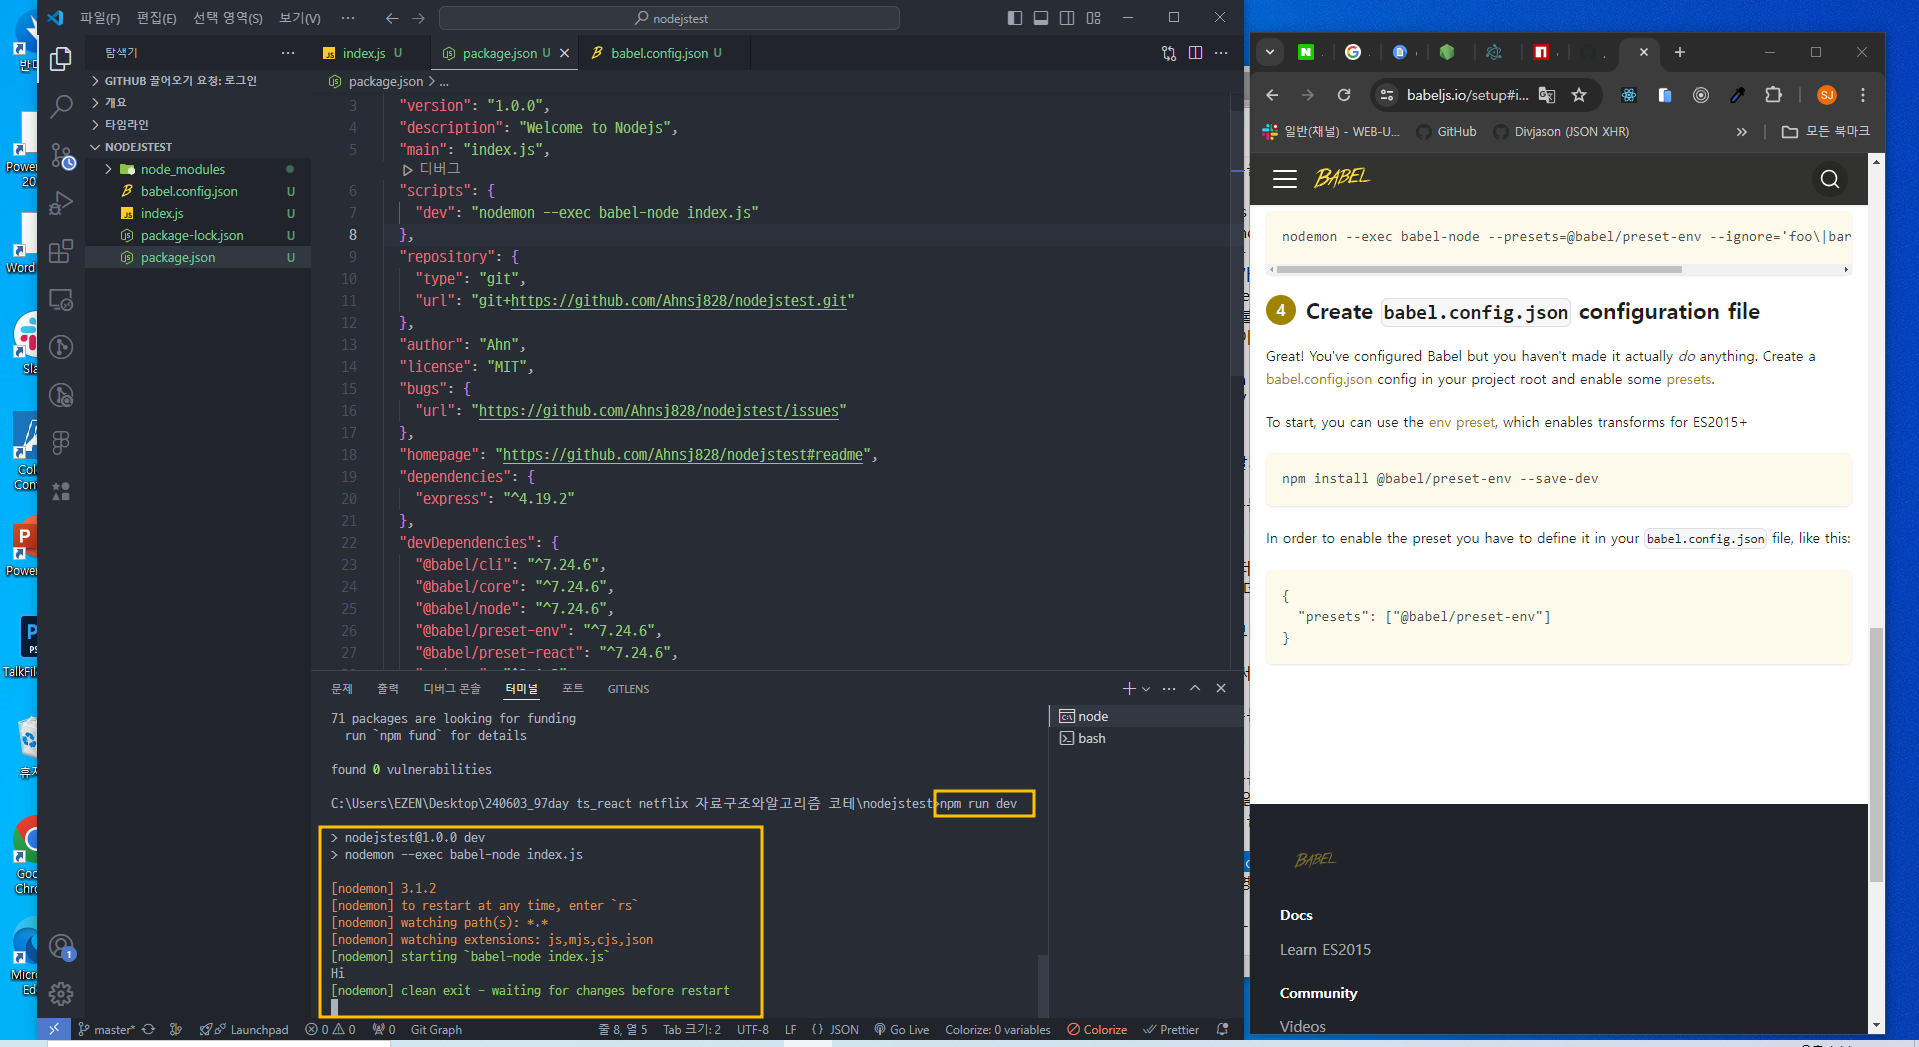 파일(F) 편집(E) 선택 영역(S) 보기(V) ··· nodejstest
탐색기
GITHUB 끌어오기 요청: 로그인
개요
타임라인
NODEJSTEST
node_modules
babel.config.json U
index.js U
package-lock.json U
package.json U
index.js U package.json U babel.config.json U
package.json > ...
3 "version": "1.0.0",
4 "description": "Welcome to Nodejs",
5 "main": "index.js",
디버그
6 "scripts": {
7 "dev": "nodemon --exec babel-node index.js"
8 },
9 "repository": {
10 "type": "git",
11 "url": "git+https://github.com/Ahnsj828/nodejstest.git"
12 },
13 "author": "Ahn",
14 "license": "MIT",
15 "bugs": {
16 "url": "https://github.com/Ahnsj828/nodejstest/issues"
17 },
18 "homepage": "https://github.com/Ahnsj828/nodejstest#readme",
19 "dependencies": {
20 "express": "^4.19.2"
21 },
22 "devDependencies": {
23 "@babel/cli": "^7.24.6",
24 "@babel/core": "^7.24.6",
25 "@babel/node": "^7.24.6",
26 "@babel/preset-env": "^7.24.6",
27 "@babel/preset-react": "^7.24.6",
문제 출력 디버그 콘솔 터미널 포트 GITLENS
71 packages are looking for funding
run `npm fund` for details
found 0 vulnerabilities
C:\Users\EZEN\Desktop\240603_97day ts_react netflix 자료구조와알고리즘 코테\nodejstest>npm run dev
> nodejstest@1.0.0 dev
> nodemon --exec babel-node index.js
[nodemon] 3.1.2
[nodemon] to restart at any time, enter `rs`
[nodemon] watching path(s): *.*
[nodemon] watching extensions: js,mjs,cjs,json
[nodemon] starting `babel-node index.js`
Hi
[nodemon] clean exit - waiting for changes before restart
node
bash
master* Launchpad 0 0 0 Git Graph 줄 8, 열 5 Tab 크기: 2 UTF-8 LF {} JSON Go Live Colorize: 0 variables Colorize Prettier
babeljs.io/setup#i... SJ
일반(채널) - WEB-U... GitHub Divjason (JSON XHR) » 모든 북마크
BABEL
nodemon --exec babel-node --presets=@babel/preset-env --ignore='foo\|bar
4 Create babel.config.json configuration file
Great! You've configured Babel but you haven't made it actually do anything. Create a
babel.config.json config in your project root and enable some presets.
To start, you can use the env preset, which enables transforms for ES2015+
npm install @babel/preset-env --save-dev
In order to enable the preset you have to define it in your babel.config.json file, like this:
{
"presets": ["@babel/preset-env"]
}
BABEL
Docs
Learn ES2015
Community
Videos